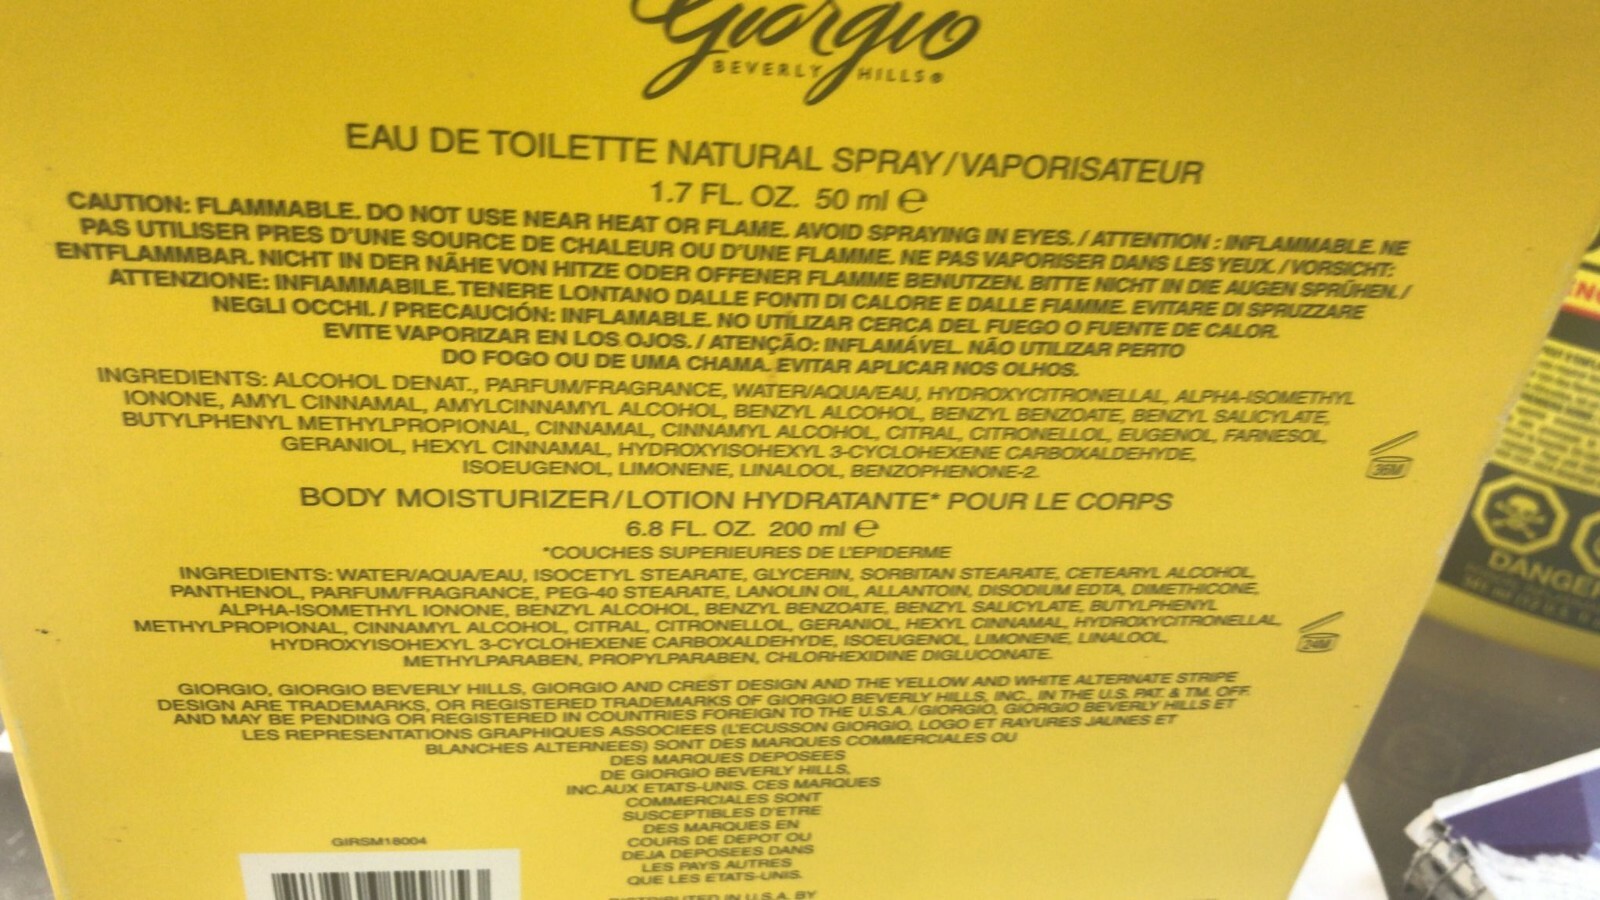 Giorgio
BEVERLY HILLS®
EAU DE TOILETTE NATURAL SPRAY/VAPORISATEUR
1.7 FL. OZ. 50 ml ℮
CAUTION: FLAMMABLE. DO NOT USE NEAR HEAT OR FLAME. AVOID SPRAYING IN EYES. / ATTENTION : INFLAMMABLE. NE
PAS UTILISER PRES D'UNE SOURCE DE CHALEUR OU D'UNE FLAMME. NE PAS VAPORISER DANS LES YEUX. / VORSICHT:
ENTFLAMMBAR. NICHT IN DER NÄHE VON HITZE ODER OFFENER FLAMME BENUTZEN. BITTE NICHT IN DIE AUGEN SPRÜHEN. /
ATTENZIONE: INFIAMMABILE. TENERE LONTANO DALLE FONTI DI CALORE E DALLE FIAMME. EVITARE DI SPRUZZARE
NEGLI OCCHI. / PRECAUCIÓN: INFLAMABLE. NO UTÍLIZAR CERCA DEL FUEGO O FUENTE DE CALOR.
EVITE VAPORIZAR EN LOS OJOS. / ATENÇÃO: INFLAMÁVEL. NÃO UTILIZAR PERTO
DO FOGO OU DE UMA CHAMA. EVITAR APLICAR NOS OLHOS.
INGREDIENTS: ALCOHOL DENAT., PARFUM/FRAGRANCE, WATER/AQUA/EAU, HYDROXYCITRONELLAL, ALPHA-ISOMETHYL
IONONE, AMYL CINNAMAL, AMYLCINNAMYL ALCOHOL, BENZYL ALCOHOL, BENZYL BENZOATE, BENZYL SALICYLATE,
BUTYLPHENYL METHYLPROPIONAL, CINNAMAL, CINNAMYL ALCOHOL, CITRAL, CITRONELLOL, EUGENOL, FARNESOL,
GERANIOL, HEXYL CINNAMAL, HYDROXYISOHEXYL 3-CYCLOHEXENE CARBOXALDEHYDE,
ISOEUGENOL, LIMONENE, LINALOOL, BENZOPHENONE-2.
36M
BODY MOISTURIZER/LOTION HYDRATANTE* POUR LE CORPS
6.8 FL. OZ. 200 ml ℮
*COUCHES SUPERIEURES DE L'EPIDERME
INGREDIENTS: WATER/AQUA/EAU, ISOCETYL STEARATE, GLYCERIN, SORBITAN STEARATE, CETEARYL ALCOHOL,
PANTHENOL, PARFUM/FRAGRANCE, PEG-40 STEARATE, LANOLIN OIL, ALLANTOIN, DISODIUM EDTA, DIMETHICONE,
ALPHA-ISOMETHYL IONONE, BENZYL ALCOHOL, BENZYL BENZOATE, BENZYL SALICYLATE, BUTYLPHENYL
METHYLPROPIONAL, CINNAMYL ALCOHOL, CITRAL, CITRONELLOL, GERANIOL, HEXYL CINNAMAL, HYDROXYCITRONELLAL,
HYDROXYISOHEXYL 3-CYCLOHEXENE CARBOXALDEHYDE, ISOEUGENOL, LIMONENE, LINALOOL,
METHYLPARABEN, PROPYLPARABEN, CHLORHEXIDINE DIGLUCONATE.
24M
GIORGIO, GIORGIO BEVERLY HILLS, GIORGIO AND CREST DESIGN AND THE YELLOW AND WHITE ALTERNATE STRIPE
DESIGN ARE TRADEMARKS, OR REGISTERED TRADEMARKS OF GIORGIO BEVERLY HILLS, INC., IN THE U.S. PAT. & TM. OFF.
AND MAY BE PENDING OR REGISTERED IN COUNTRIES FOREIGN TO THE U.S.A. / GIORGIO, GIORGIO BEVERLY HILLS ET
LES REPRESENTATIONS GRAPHIQUES ASSOCIEES (L'ECUSSON GIORGIO, LOGO ET RAYURES JAUNES ET
BLANCHES ALTERNEES) SONT DES MARQUES COMMERCIALES OU
DES MARQUES DEPOSEES
DE GIORGIO BEVERLY HILLS,
INC.AUX ETATS-UNIS. CES MARQUES
COMMERCIALES SONT
SUSCEPTIBLES D'ETRE
DES MARQUES EN
COURS DE DEPOT OU
DEJA DEPOSEES DANS
LES PAYS AUTRES
QUE LES ETATS-UNIS.
DISTRIBUTED IN U.S.A. BY
GIRSM18004
DANGER